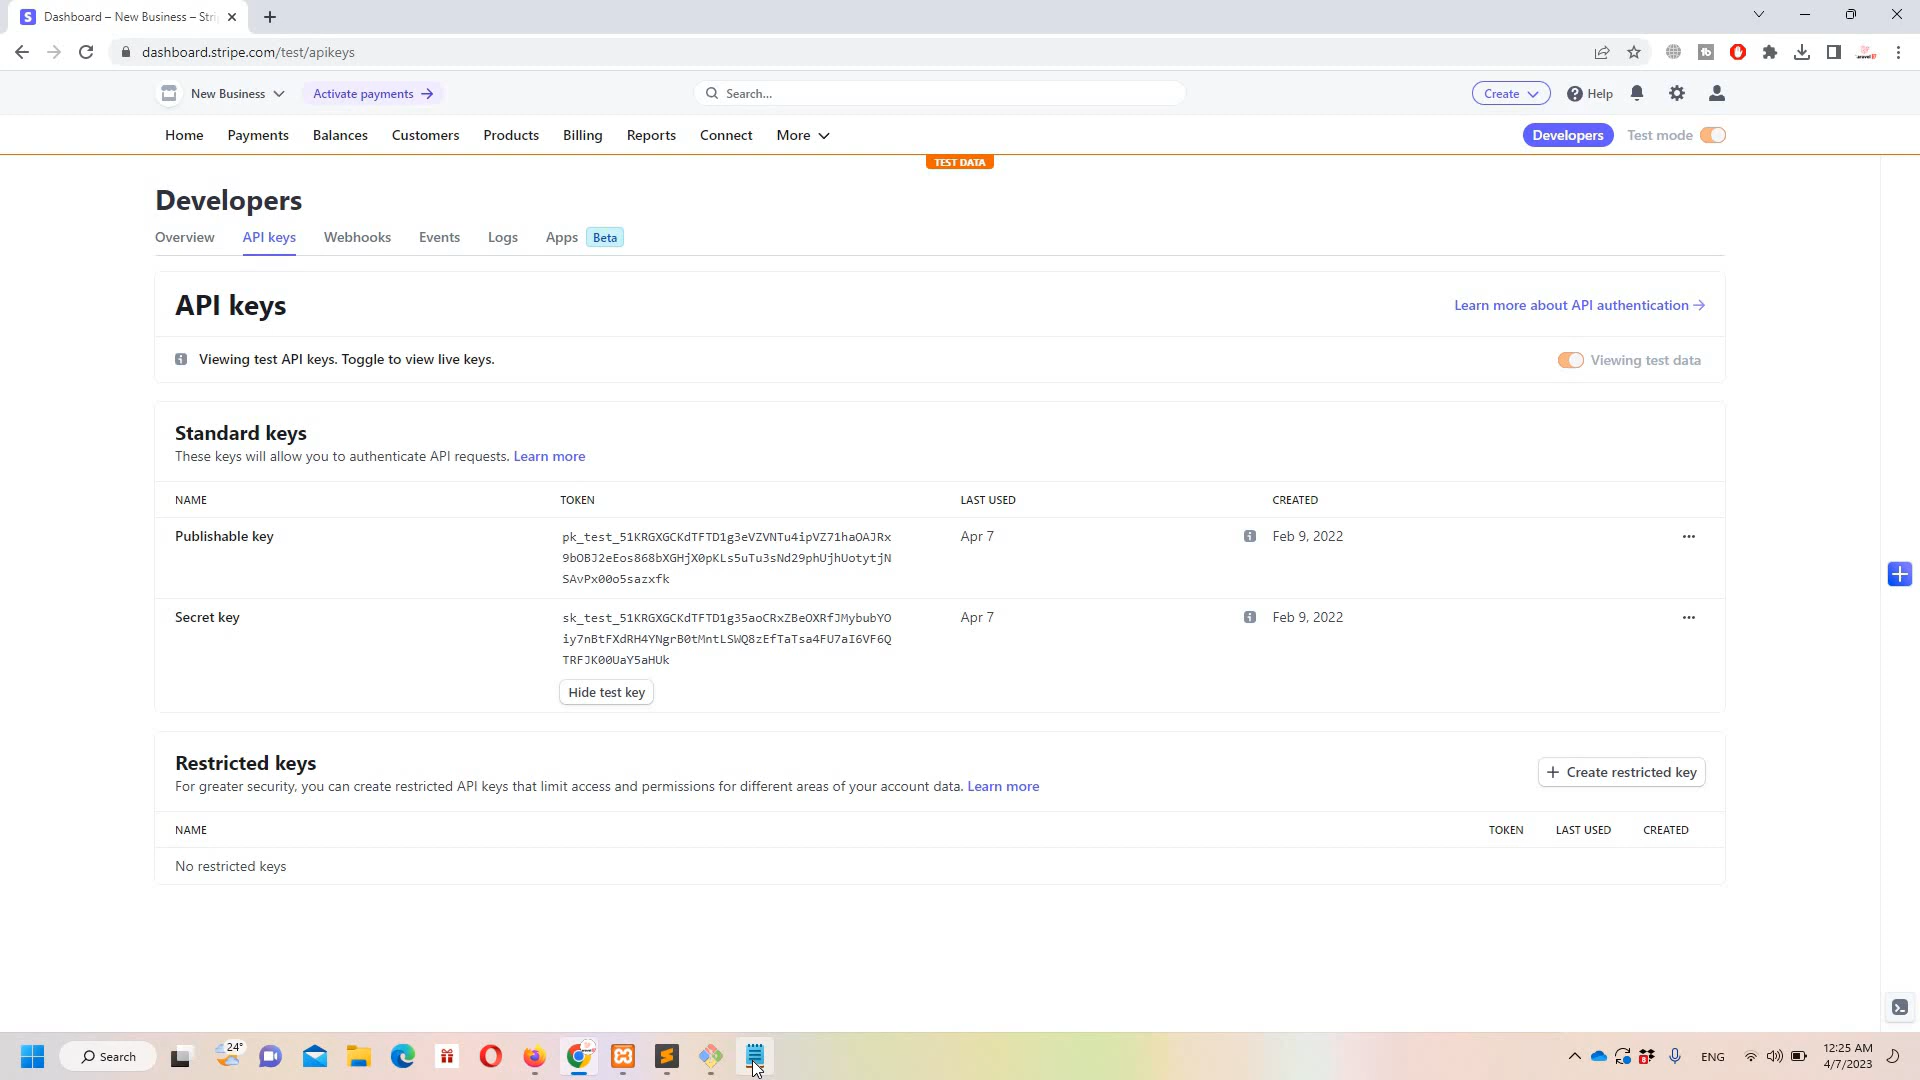 Dashboard – New Business – Stri
dashboard.stripe.com/test/apikeys
New Business
Activate payments →
Search...
Create
Help
Home Payments Balances Customers Products Billing Reports Connect More
Developers Test mode
TEST DATA
Developers
Overview API keys Webhooks Events Logs Apps Beta
API keys
Learn more about API authentication →
Viewing test API keys. Toggle to view live keys.
Viewing test data
Standard keys
These keys will allow you to authenticate API requests. Learn more
NAME TOKEN LAST USED CREATED
Publishable key pk_test_51KRGXGCKdTFTD1g3eVZVNTu4ipVZ71haOAJRx Apr 7 Feb 9, 2022
9bOBJ2eEos868bXGHjX0pKLs5uTu3sNd29phUjhUotytjN
SAvPx00o5sazxfk
Secret key sk_test_51KRGXGCKdTFTD1g35aoCRxZBeOXRfJMybubYO Apr 7 Feb 9, 2022
iy7nBtFXdRH4YNgrB0tMntLSWQ8zEfTaTsa4FU7aI6VF6Q
TRFJK00UaY5aHUk
Hide test key
Restricted keys
+ Create restricted key
For greater security, you can create restricted API keys that limit access and permissions for different areas of your account data. Learn more
NAME TOKEN LAST USED CREATED
No restricted keys
Search
24°
ENG
12:25 AM
4/7/2023